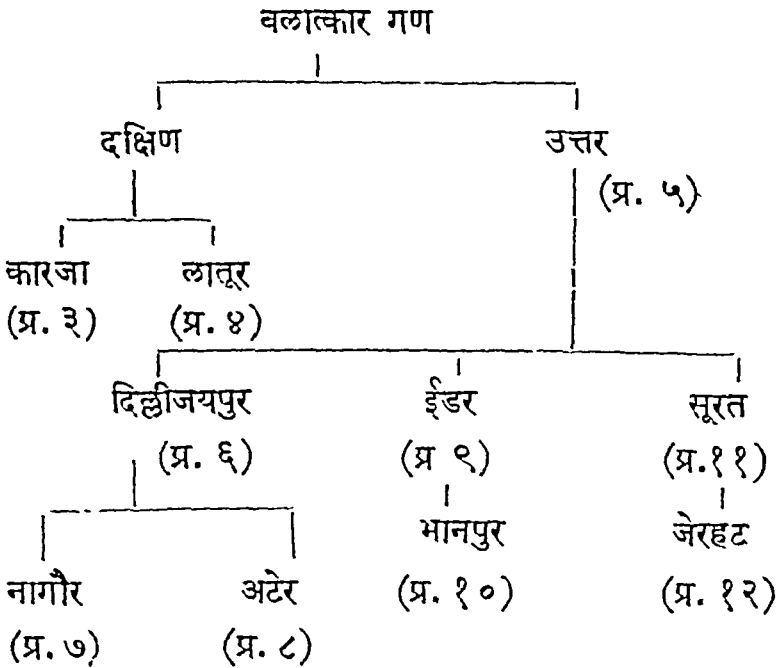 वलात्कार गण
दक्षिण उत्तर
(प्र. ५)
कारजा लातूर
(प्र. ३) (प्र. ४)
दिल्लीजयपुर ईडर सूरत
(प्र. ६) (प्र ९) (प्र.११)
भानपुर जेरहट
नागौर अटेर (प्र. १०) (प्र. १२)
(प्र. ७) (प्र. ८)